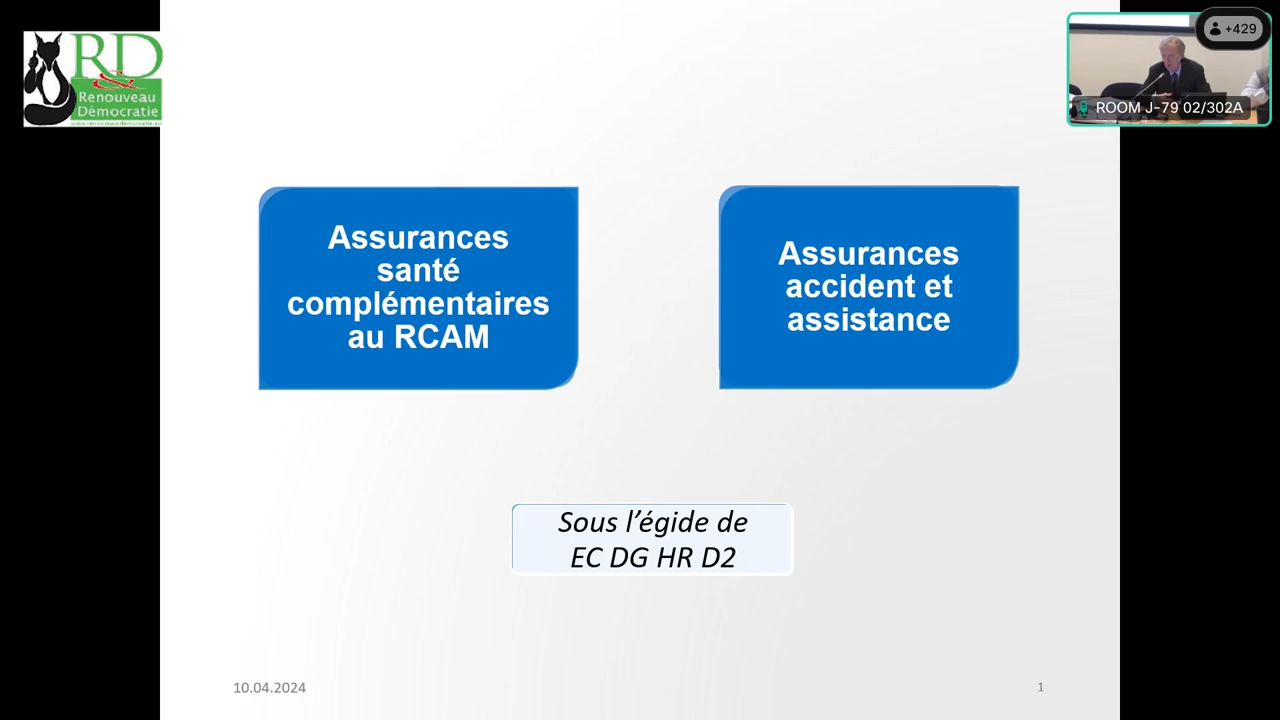 RD
&
Renouveau
Démocratie
+429
ROOM J-79 02/302A
Assurances
santé
complémentaires
au RCAM
Assurances
accident et
assistance
Sous l’égide de
EC DG HR D2
10.04.2024
1